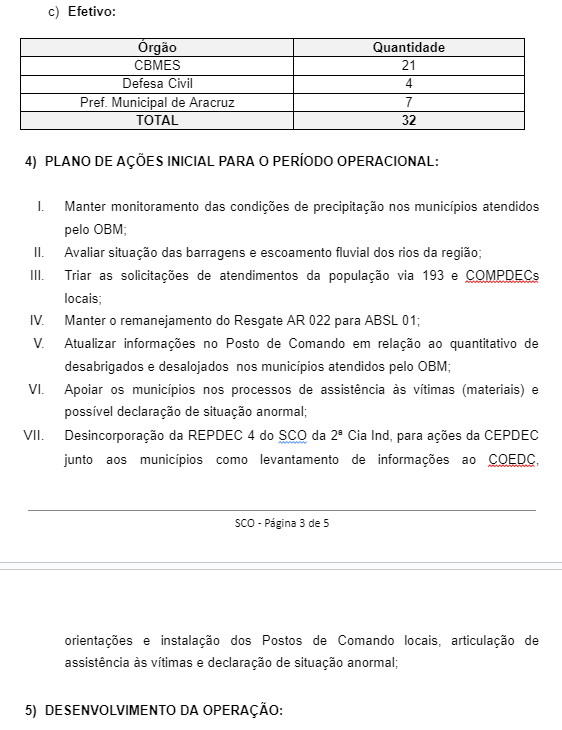 c) Efetivo:
Órgão Quantidade
CBMES 21
Defesa Civil 4
Pref. Municipal de Aracruz 7
TOTAL 32
4) PLANO DE AÇÕES INICIAL PARA O PERÍODO OPERACIONAL:
I. Manter monitoramento das condições de precipitação nos municípios atendidos
pelo OBM;
II. Avaliar situação das barragens e escoamento fluvial dos rios da região;
III. Triar as solicitações de atendimentos da população via 193 e COMPDECs
locais;
IV. Manter o remanejamento do Resgate AR 022 para ABSL 01;
V. Atualizar informações no Posto de Comando em relação ao quantitativo de
desabrigados e desalojados nos municípios atendidos pelo OBM;
VI. Apoiar os municípios nos processos de assistência às vítimas (materiais) e
possível declaração de situação anormal;
VII. Desincorporação da REPDEC 4 do SCO da 2ª Cia Ind, para ações da CEPDEC
junto aos municípios como levantamento de informações ao COEDC,
SCO - Página 3 de 5
orientações e instalação dos Postos de Comando locais, articulação de
assistência às vítimas e declaração de situação anormal;
5) DESENVOLVIMENTO DA OPERAÇÃO: